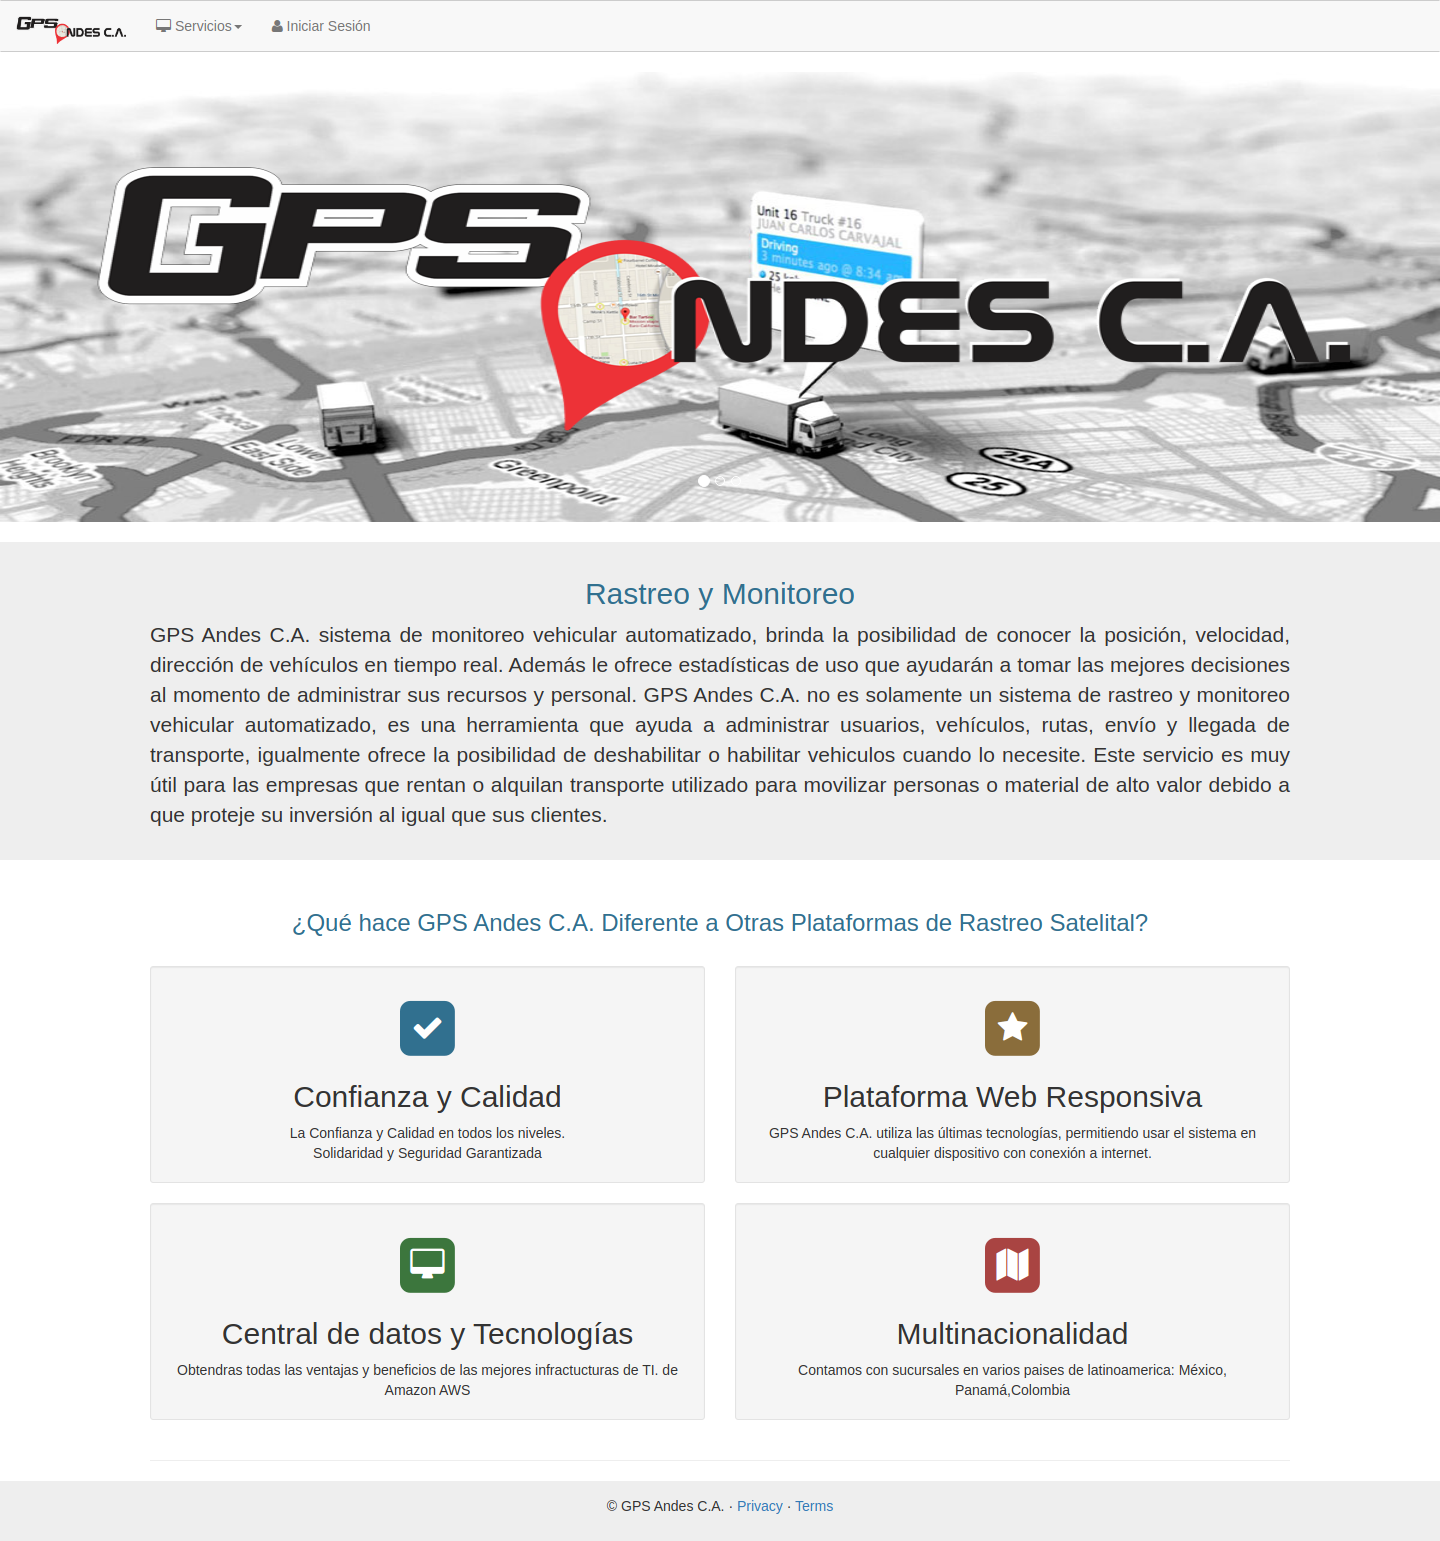 GPS
ANDES C.A.
Servicios
Iniciar Sesión
GPS
ANDES C.A.
Unit 16 Truck #16
JUAN CARLOS CARVAJAL
Driving
3 minutes ago @ 8:34 am
West St
FDR Dr
Brooklyn
Heights
Lower
East Side
Greenpoint
Long City
FDR Dr
25A
25
278
Rastreo y Monitoreo
GPS Andes C.A. sistema de monitoreo vehicular automatizado, brinda la posibilidad de conocer la posición, velocidad,
dirección de vehículos en tiempo real. Además le ofrece estadísticas de uso que ayudarán a tomar las mejores decisiones
al momento de administrar sus recursos y personal. GPS Andes C.A. no es solamente un sistema de rastreo y monitoreo
vehicular automatizado, es una herramienta que ayuda a administrar usuarios, vehículos, rutas, envío y llegada de
transporte, igualmente ofrece la posibilidad de deshabilitar o habilitar vehiculos cuando lo necesite. Este servicio es muy
útil para las empresas que rentan o alquilan transporte utilizado para movilizar personas o material de alto valor debido a
que proteje su inversión al igual que sus clientes.
¿Qué hace GPS Andes C.A. Diferente a Otras Plataformas de Rastreo Satelital?
Confianza y Calidad
La Confianza y Calidad en todos los niveles.
Solidaridad y Seguridad Garantizada
Plataforma Web Responsiva
GPS Andes C.A. utiliza las últimas tecnologías, permitiendo usar el sistema en
cualquier dispositivo con conexión a internet.
Central de datos y Tecnologías
Obtendras todas las ventajas y beneficios de las mejores infractucturas de TI. de
Amazon AWS
Multinacionalidad
Contamos con sucursales en varios paises de latinoamerica: México,
Panamá,Colombia
© GPS Andes C.A. · Privacy · Terms